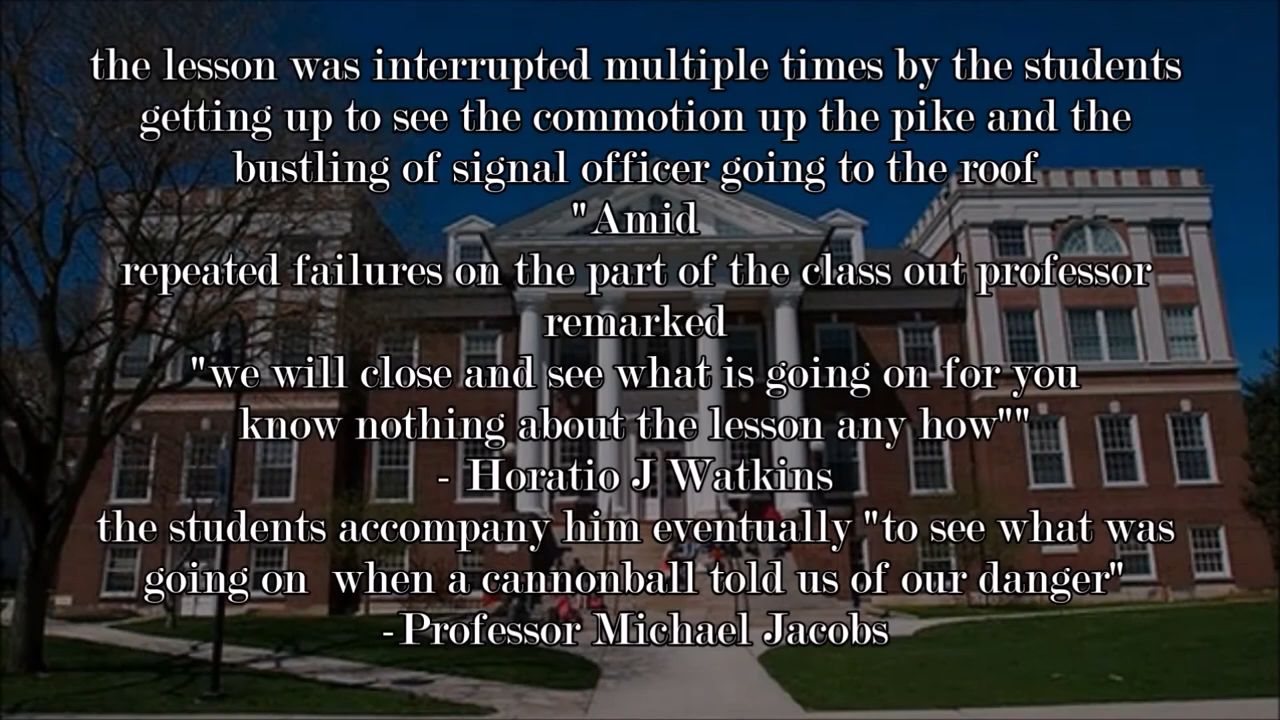 the lesson was interrupted multiple times by the students
getting up to see the commotion up the pike and the
bustling of signal officer going to the roof
"Amid
repeated failures on the part of the class out professor
remarked
"we will close and see what is going on for you
know nothing about the lesson any how""
- Horatio J Watkins
the students accompany him eventually "to see what was
going on  when a cannonball told us of our danger"
-Professor Michael Jacobs